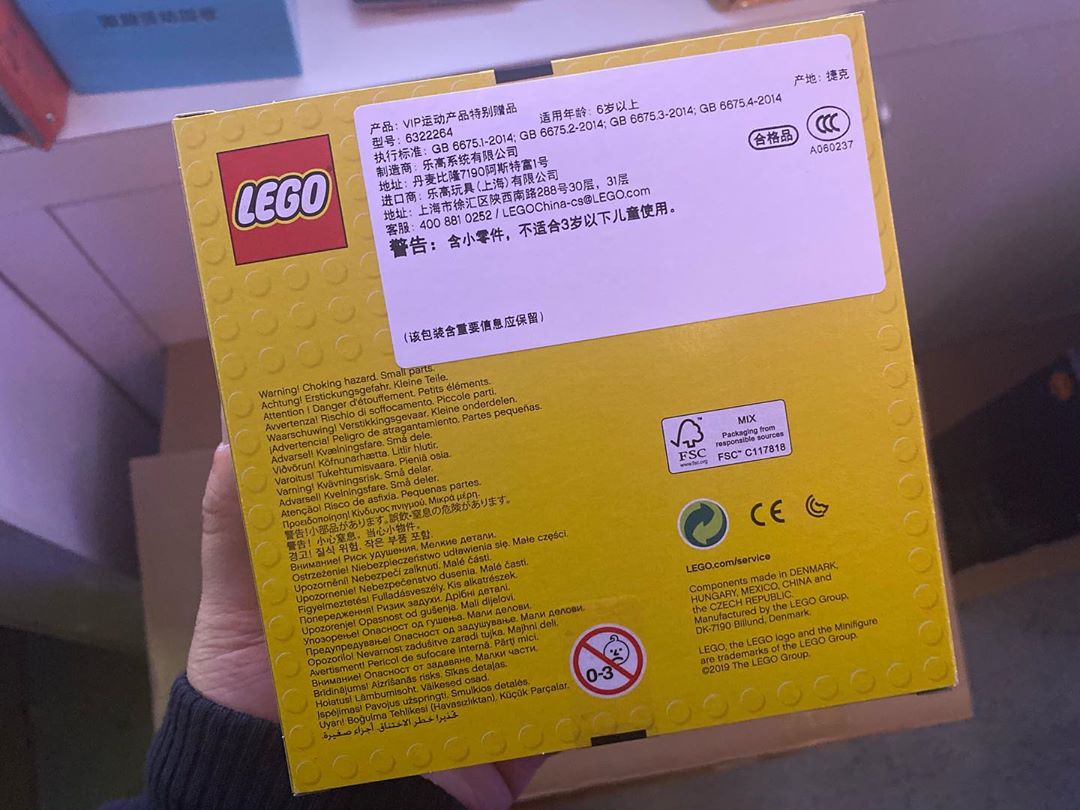 LEGO
产品：VIP运动产品特别赠品
适用年龄：6岁以上
产地：捷克
型号：6322264
执行标准：GB 6675.1-2014; GB 6675.2-2014; GB 6675.3-2014; GB 6675.4-2014
制造商：乐高系统有限公司
地址：丹麦比隆7190阿斯特富1号
进口商：乐高玩具(上海)有限公司
地址：上海市徐汇区陕西南路288号30层，31层
客服：400 881 0252 / LEGOChina-cs@LEGO.com
警告：含小零件，不适合3岁以下儿童使用。
合格品
CCC
A060237
(该包装含重要信息应保留)
Warning! Choking hazard. Small parts.
Achtung! Erstickungsgefahr. Kleine Teile.
Attention ! Danger d'étouffement. Petits éléments.
Avvertenza! Rischio di soffocamento. Piccole parti.
Waarschuwing! Verstikkingsgevaar. Kleine onderdelen.
¡Advertencia! Peligro de atragantamiento. Partes pequeñas.
Advarsel! Kvælningsfare. Små dele.
Viðvörun! Köfnunarhætta. Litlir hlutir.
Varoitus! Tukehtumisvaara. Pieniä osia.
Varning! Kvävningsrisk. Små delar.
Advarsel! Kvelningsfare. Små deler.
Atenção! Risco de asfixia. Pequenas partes.
Προειδοποίηση! Κίνδυνος πνιγμού. Μικρά μέρη.
警告!小部品があります。誤飲・窒息の危険があります。
警告! 小心窒息，当心小物件。
경고! 질식 위험. 작은 부품 포함.
Внимание! Риск удушения. Мелкие детали.
Ostrzeżenie! Niebezpieczeństwo udławienia się. Małe części.
Upozornění! Nebezpečí zalknutí. Malé části.
Upozornenie! Nebezpečenstvo dusenia. Malé časti.
Figyelmeztetés! Fulladásveszély. Kis alkatrészek.
Попередження! Ризик задухи. Дрібні деталі.
Upozorenje! Opasnost od gušenja. Mali dijelovi.
Упозорење! Опасност од гушења. Мали делови.
Предупредување! Опасност од задушување. Мали делови.
Opozorilo! Nevarnost zadušitve zaradi tujka. Majhni deli.
Avertisment! Pericol de sufocare internă. Părți mici.
Внимание! Опасност от задавяне. Малки части.
Brīdinājums! Aizrīšanās risks. Sīkas detaļas.
Hoiatus! Lämbumisoht. Väikesed osad.
Įspėjimas! Pavojus užspringti. Smulkios detalės.
Uyarı! Boğulma Tehlikesi (Havasızlıktan). Küçük Parçalar.
تحذير! خطر الاختناق. أجزاء صغيرة.
0-3
FSC™
www.fsc.org
MIX
Packaging from
responsible sources
FSC™ C117818
CE
LEGO.com/service
Components made in DENMARK,
HUNGARY, MEXICO, CHINA and
the CZECH REPUBLIC.
Manufactured by the LEGO Group,
DK-7190 Billund, Denmark.
LEGO, the LEGO logo and the Minifigure
are trademarks of the LEGO Group.
©2019 The LEGO Group.